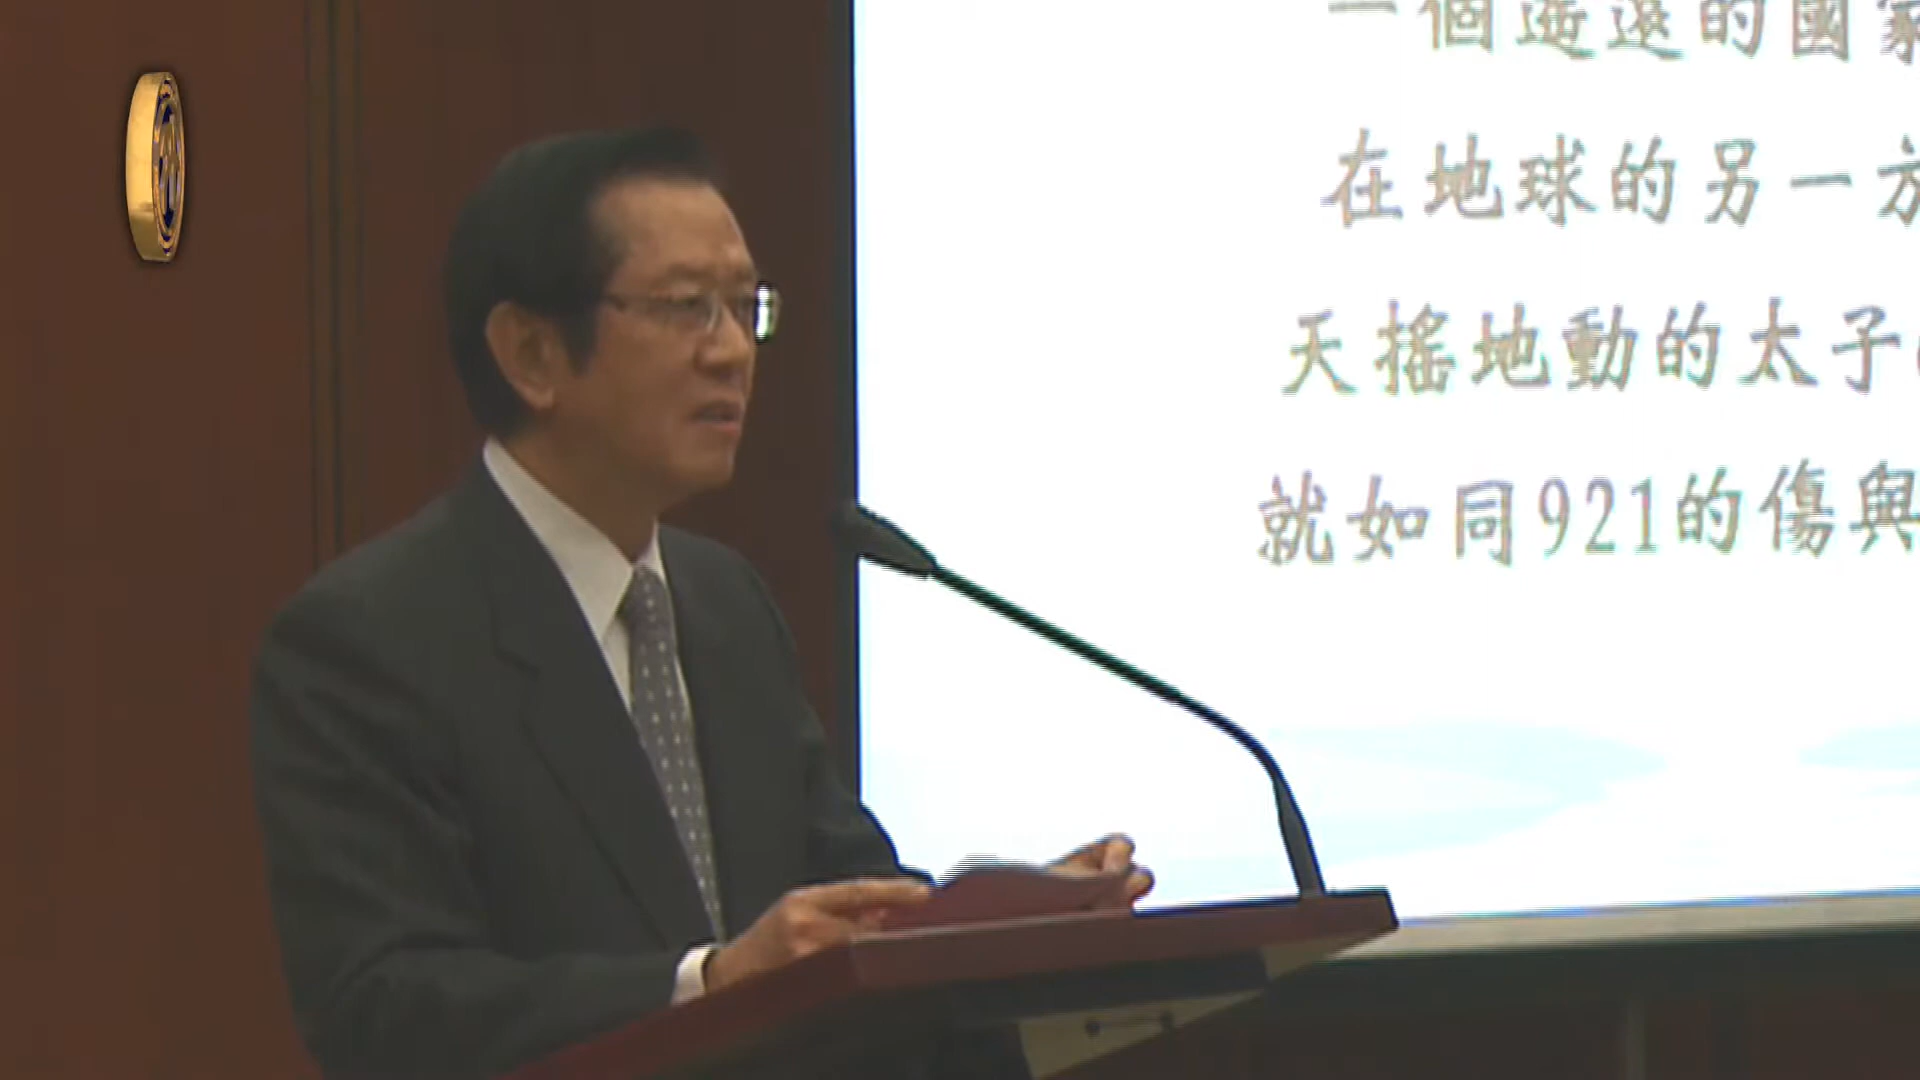 一個遙遠的國家
在地球的另一方
天搖地動的太子
就如同921的傷與